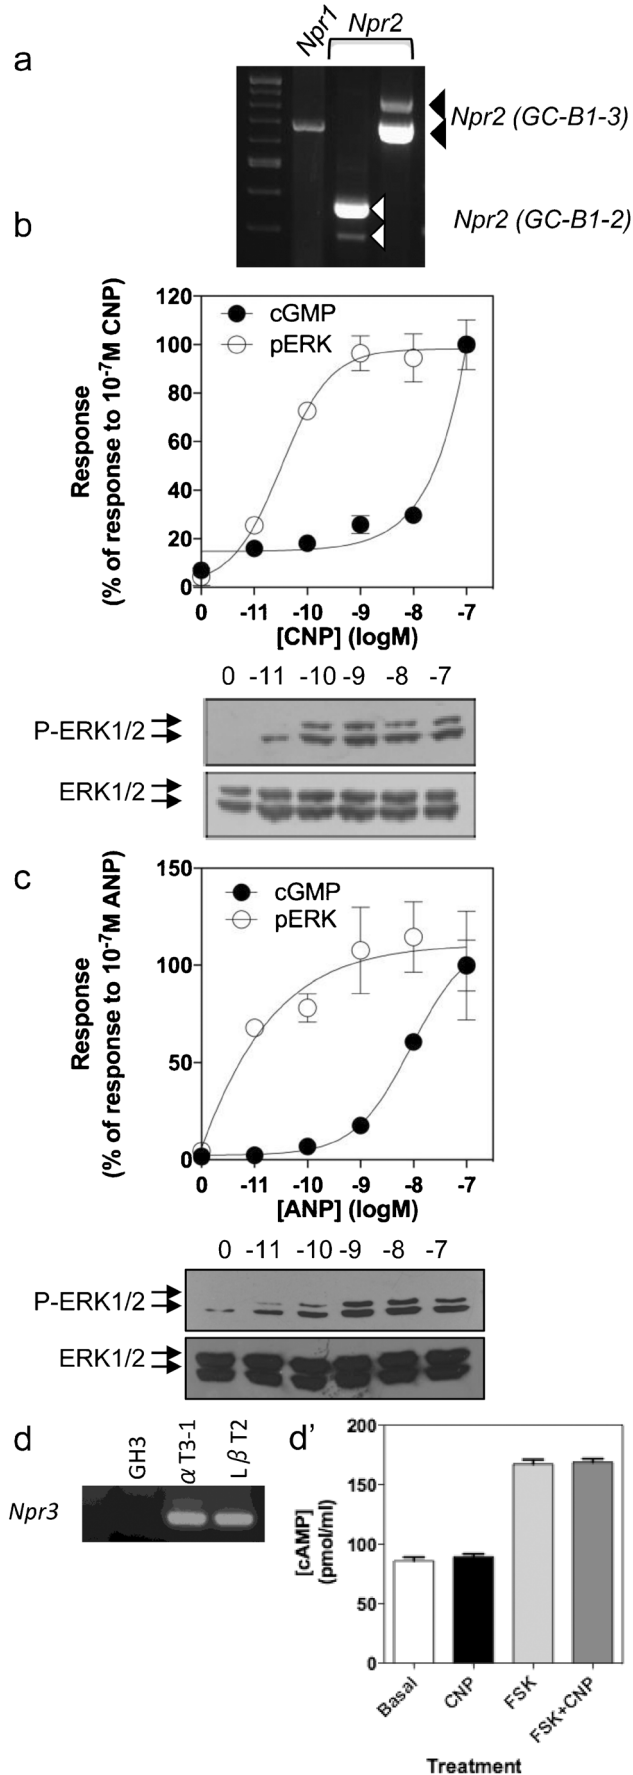 a
Npr1
Npr2
Npr2 (GC-B1-3)
Npr2 (GC-B1-2)
b
Response
(% of response to 10-7M CNP)
120
100
80
60
40
20
0
cGMP
pERK
0 -11 -10 -9 -8 -7
[CNP] (logM)
0 -11 -10 -9 -8 -7
P-ERK1/2
ERK1/2
c
Response
(% of response to 10-7M ANP)
150
100
50
0
cGMP
pERK
0 -11 -10 -9 -8 -7
[ANP] (logM)
0 -11 -10 -9 -8 -7
P-ERK1/2
ERK1/2
d
GH3
αT3-1
LβT2
Npr3
d'
[cAMP]
(pmol/ml)
200
150
100
50
0
Basal
CNP
FSK
FSK+CNP
Treatment